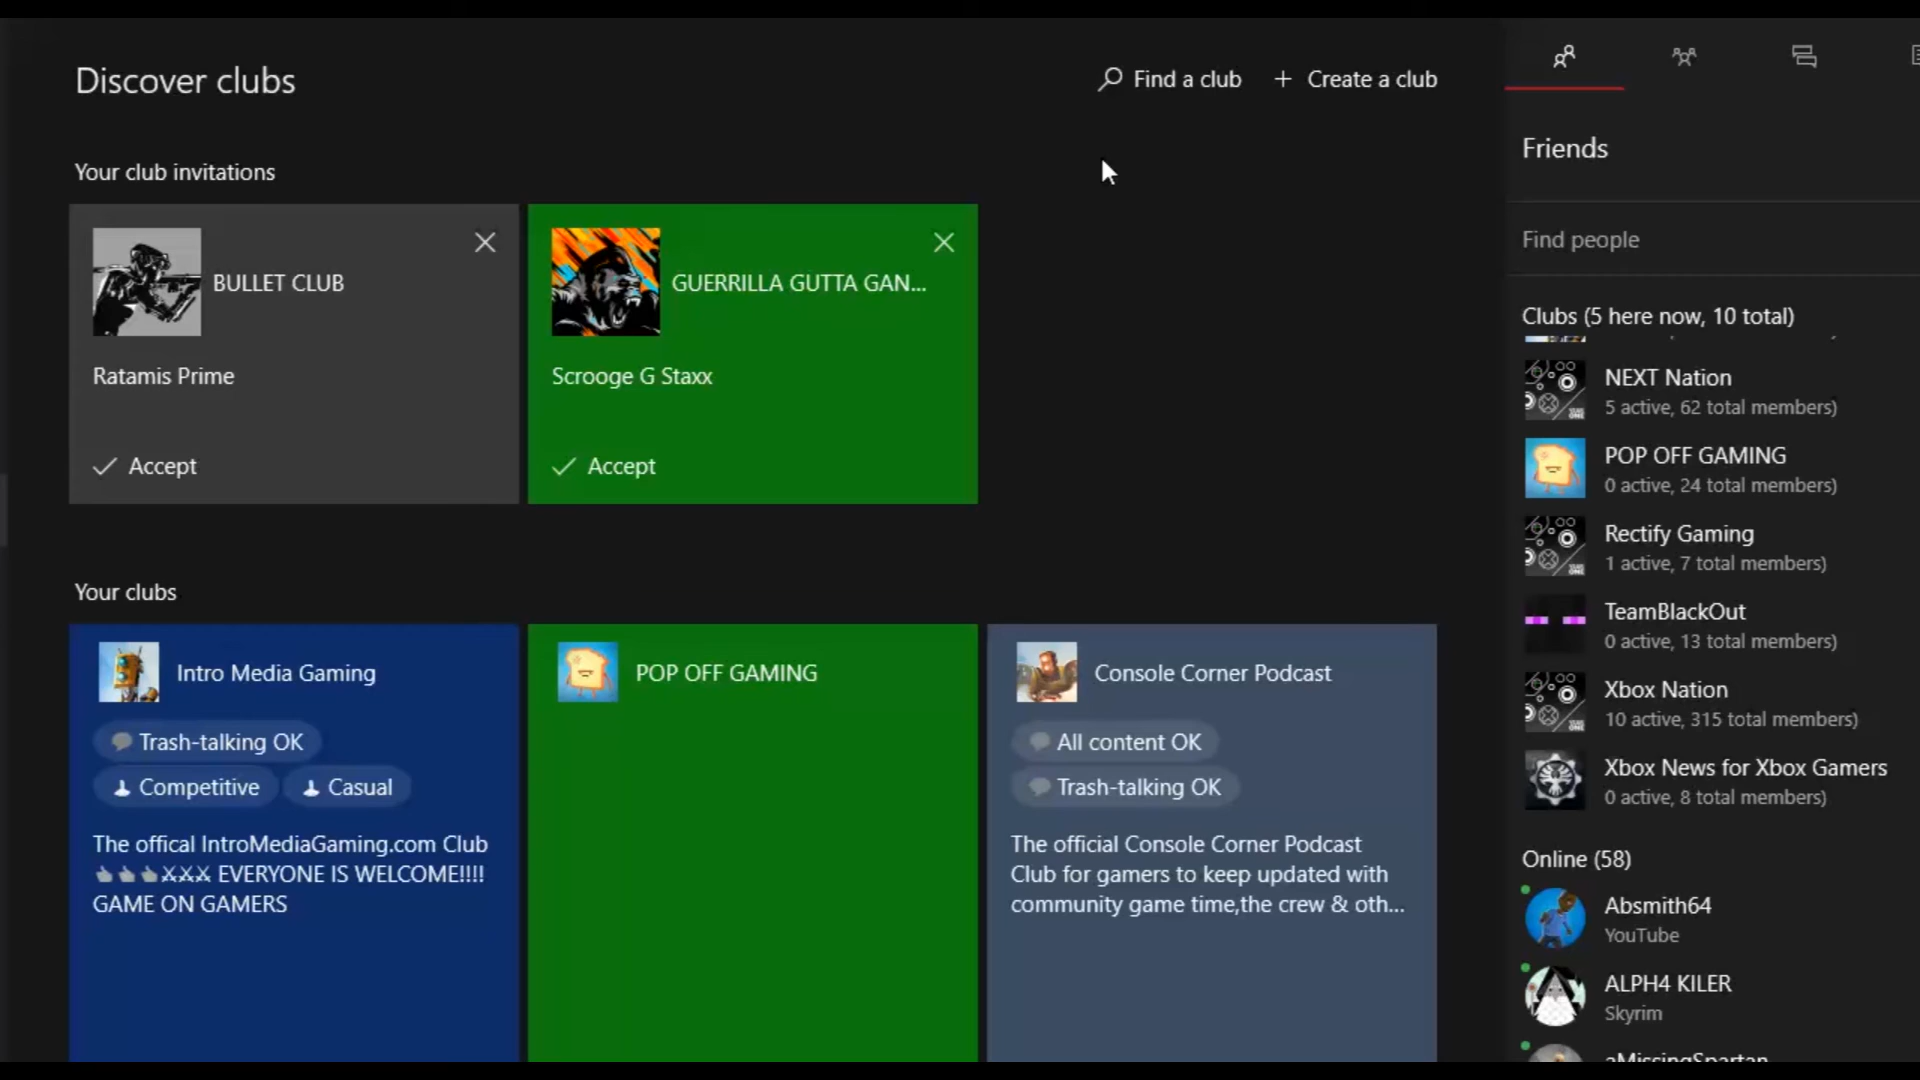 Discover clubs
Find a club
+ Create a club
Your club invitations
BULLET CLUB
Ratamis Prime
Accept
GUERRILLA GUTTA GAN...
Scrooge G Staxx
Accept
Your clubs
Intro Media Gaming
Trash-talking OK
Competitive
Casual
The offical IntroMediaGaming.com Club
👍👍👍⚔⚔⚔ EVERYONE IS WELCOME!!!!
GAME ON GAMERS
POP OFF GAMING
Console Corner Podcast
All content OK
Trash-talking OK
The official Console Corner Podcast
Club for gamers to keep updated with
community game time,the crew & oth...
Friends
Find people
Clubs (5 here now, 10 total)
NEXT Nation
5 active, 62 total members)
POP OFF GAMING
0 active, 24 total members)
Rectify Gaming
1 active, 7 total members)
TeamBlackOut
0 active, 13 total members)
Xbox Nation
10 active, 315 total members)
Xbox News for Xbox Gamers
0 active, 8 total members)
Online (58)
Absmith64
YouTube
ALPH4 KILER
Skyrim
aMissingSpartan